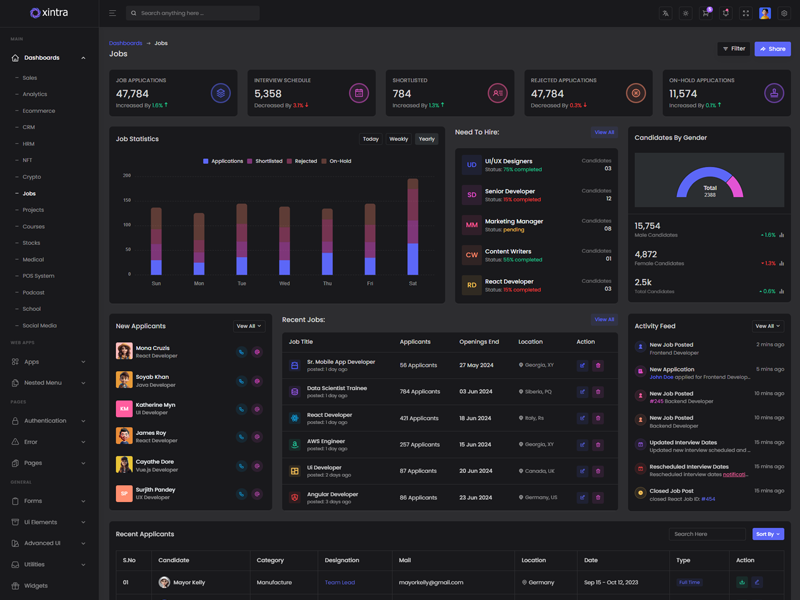 xintra
Search anything here ...
5
MAIN
Dashboards
Sales
Analytics
Ecommerce
CRM
HRM
NFT
Crypto
Jobs
Projects
Courses
Stocks
Medical
POS System
Podcast
School
Social Media
WEB APPS
Apps
Nested Menu
PAGES
Authentication
Error
Pages
GENERAL
Forms
UI Elements
Advanced UI
Utilities
Widgets
Dashboards → Jobs
Jobs
Filter
Share
JOB APPLICATIONS
47,784
Increased By 1.6%
INTERVIEW SCHEDULE
5,358
Decreased By 3.1%
SHORTLISTED
784
Increased By 1.3%
REJECTED APPLICATIONS
47,784
Decreased By 0.3%
ON-HOLD APPLICATIONS
11,574
Increased By 0.1%
Job Statistics
Today Weekly Yearly
Applications Shortlisted Rejected On-Hold
200
150
100
50
0
Sun Mon Tue Wed Thu Fri Sat
Need To Hire:
View All
UD UI/UX Designers Candidates
Status: 75% completed 03
SD Senior Developer Candidates
Status: 15% completed 12
MM Marketing Manager Candidates
Status: pending 08
CW Content Writers Candidates
Status: 56% completed 01
RD React Developer Candidates
Status: 15% completed 03
Candidates By Gender
Total
2388
15,754
Male Candidates
+1.6%
4,872
Female Candidates
+1.3%
2.5k
Total Candidates
+0.6%
New Applicants
View All
Mona Cruzis
React Developer
Soyab Khan
Java Developer
KM Katherine Myn
UI Developer
James Roy
React Developer
Cayathe Dore
Vue.js Developer
SP Surjith Pandey
UX Developer
Recent Jobs:
View All
Job Title Applicants Openings End Location Action
Sr. Mobile App Developer
posted: 1 day ago
56 Applicants 27 May 2024 Georgia, XY
Data Scientist Trainee
posted: 1 day ago
784 Applicants 03 Jun 2024 Siberia, PQ
React Developer
posted: 1 day ago
421 Applicants 18 Jun 2024 Italy, Rs
AWS Engineer
posted: 1 day ago
257 Applicants 15 Jun 2024 Georgia, XY
UI Developer
posted: 2 days ago
87 Applicants 20 Jun 2024 Canada, UK
Angular Developer
posted: 3 days ago
86 Applicants 23 Jun 2024 Germany, US
Activity Feed
View All
New Job Posted 2 mins ago
Frontend Developer
New Application 5 mins ago
John Doe applied for Frontend Develop...
New Job Posted 10 mins ago
#245 Backend Developer
New Job Posted 10 mins ago
Backend Developer
Updated Interview Dates 15 mins ago
Updated new Interview scheduled and ...
Rescheduled Interview Dates 15 mins ago
Rescheduled Interview dates notificati...
Closed Job Post 15 mins ago
closed React Job ID: #454
Recent Applicants
Search Here
Sort By
S.No Candidate Category Designation Mail Location Date Type Action
01 Mayor Kelly Manufacture Team Lead mayorkelly@gmail.com Germany Sep 15 - Oct 12, 2023 Full Time